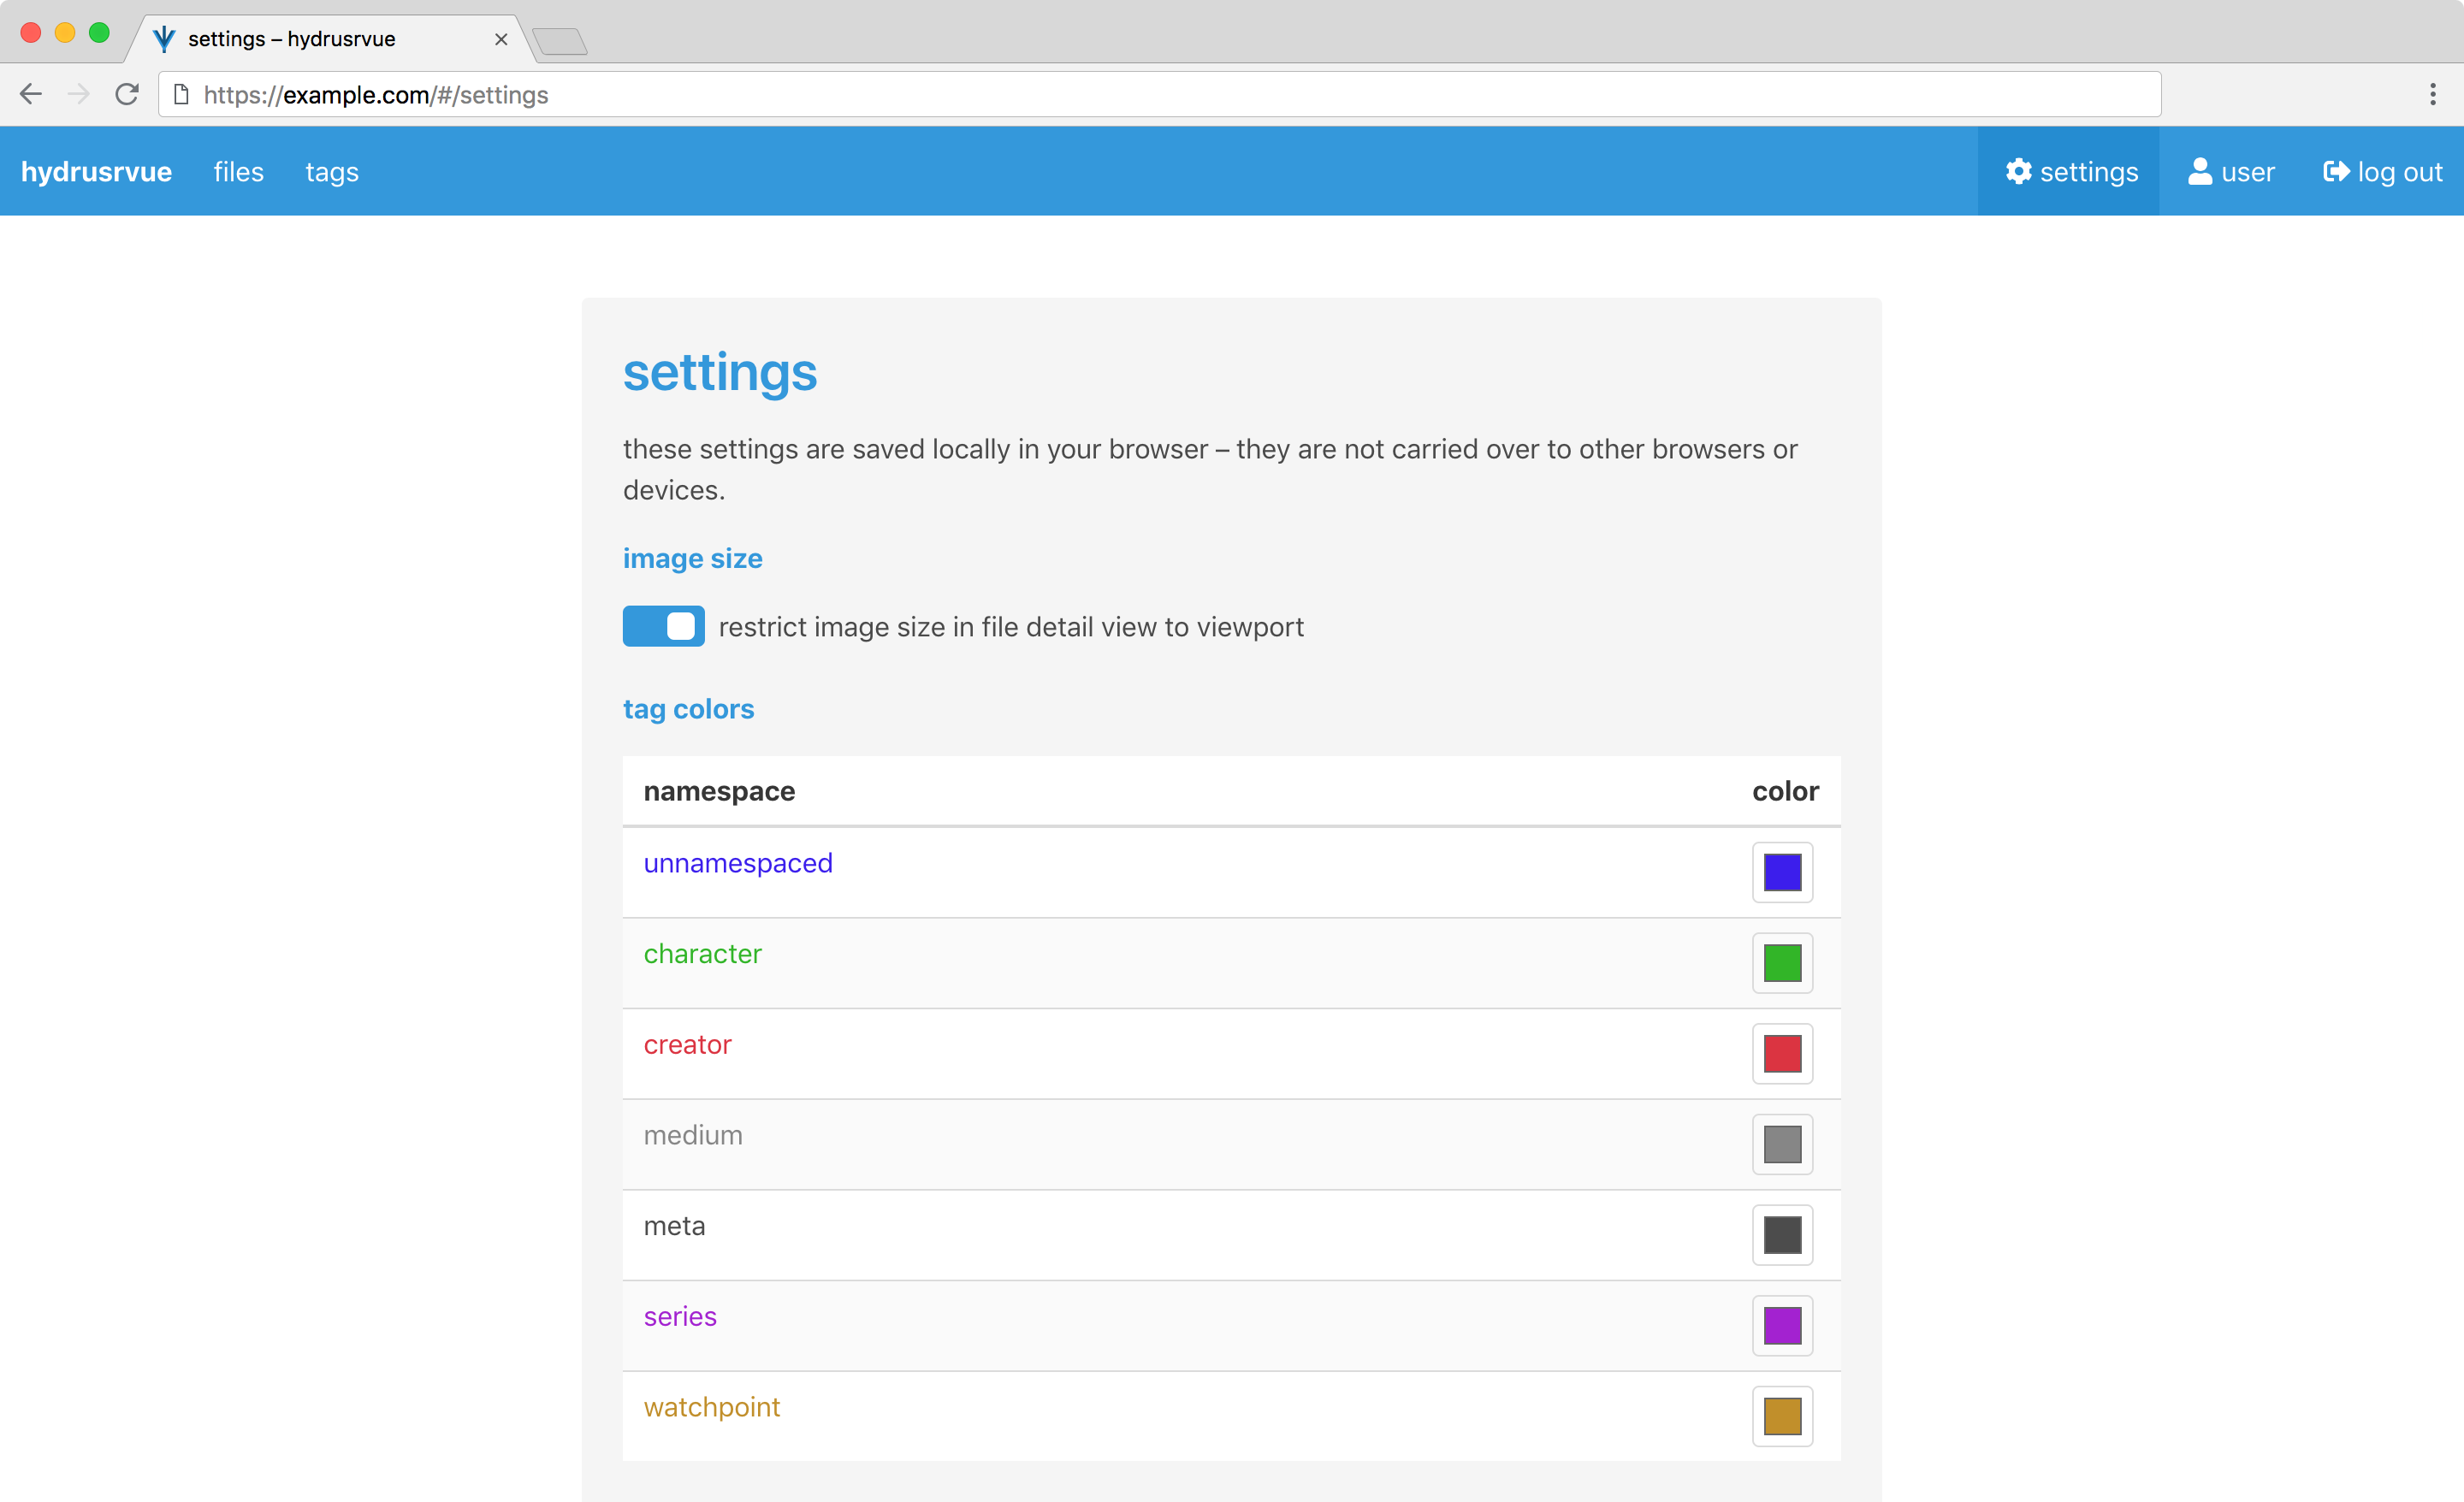 settings – hydrusrvue
https://example.com/#/settings
hydrusrvue files tags settings user log out
settings
these settings are saved locally in your browser – they are not carried over to other browsers or
devices.
image size
restrict image size in file detail view to viewport
tag colors
namespace color
unnamespaced
character
creator
medium
meta
series
watchpoint